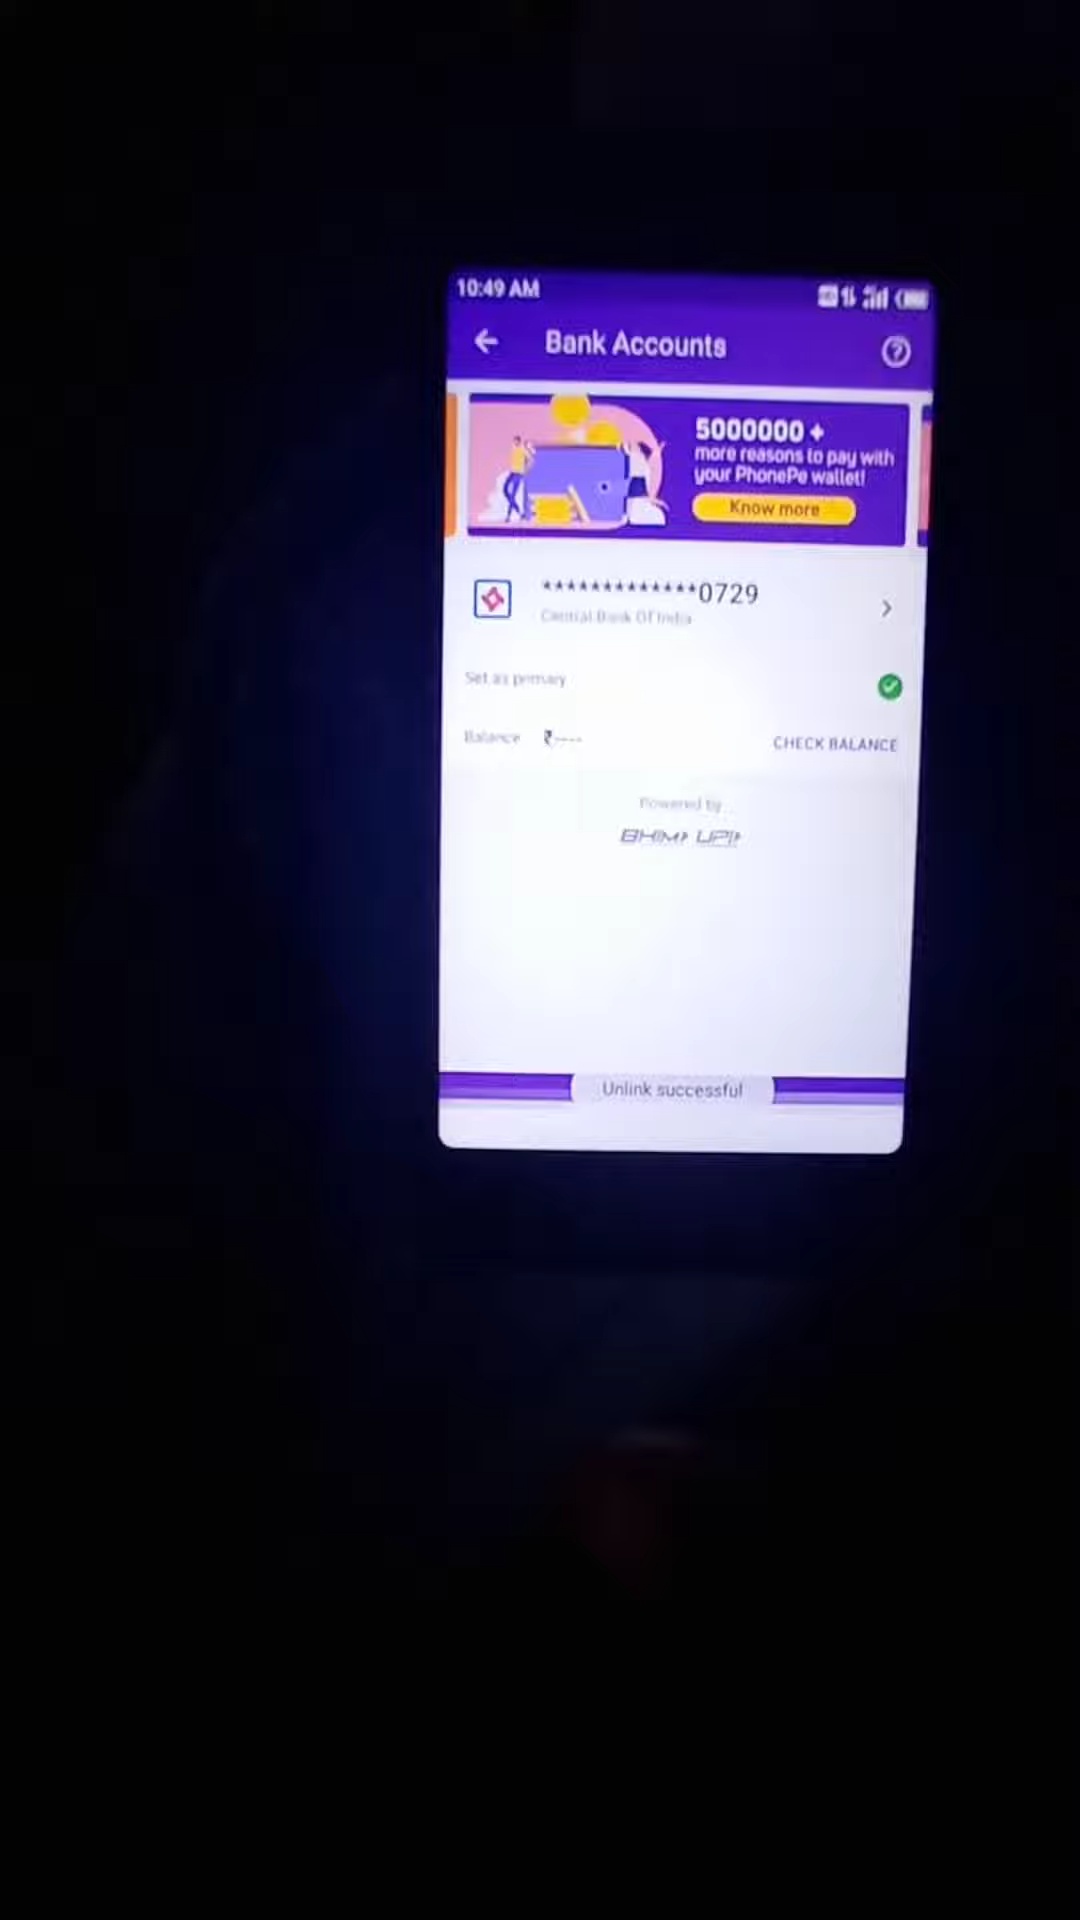 10:49 AM
Bank Accounts
5000000 +
more reasons to pay with
your PhonePe wallet!
Know more
*************0729
Central Bank Of India
Set as primary
Balance ₹---- CHECK BALANCE
Powered by
BHIM UPI
Unlink successful